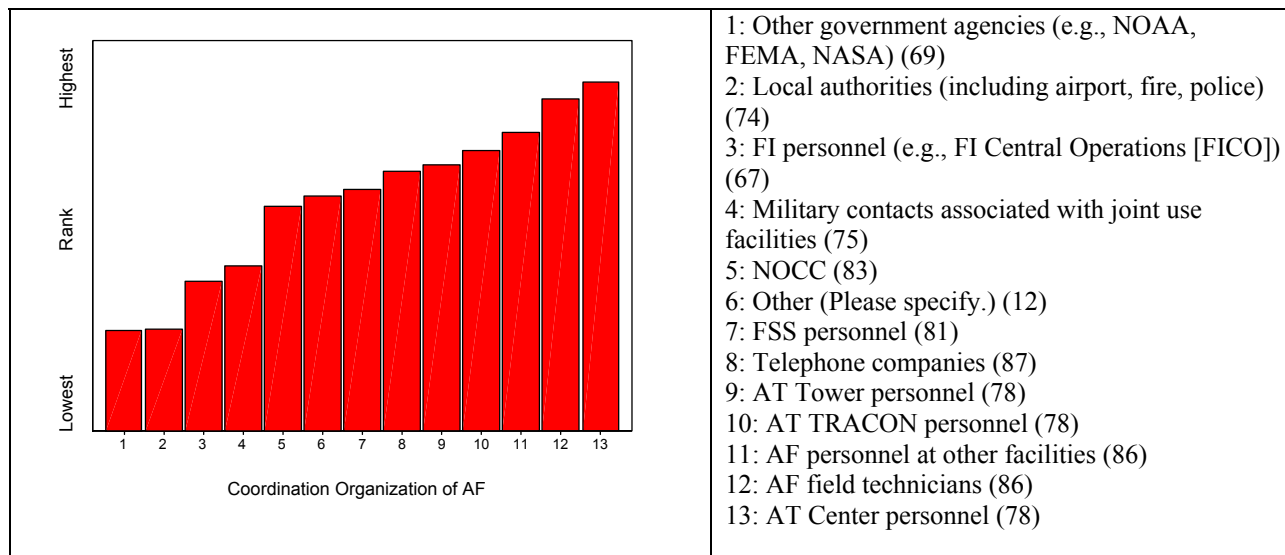 Highest
Rank
Lowest
1 2 3 4 5 6 7 8 9 10 11 12 13
Coordination Organization of AF
1: Other government agencies (e.g., NOAA,
FEMA, NASA) (69)
2: Local authorities (including airport, fire, police)
(74)
3: FI personnel (e.g., FI Central Operations [FICO])
(67)
4: Military contacts associated with joint use
facilities (75)
5: NOCC (83)
6: Other (Please specify.) (12)
7: FSS personnel (81)
8: Telephone companies (87)
9: AT Tower personnel (78)
10: AT TRACON personnel (78)
11: AF personnel at other facilities (86)
12: AF field technicians (86)
13: AT Center personnel (78)